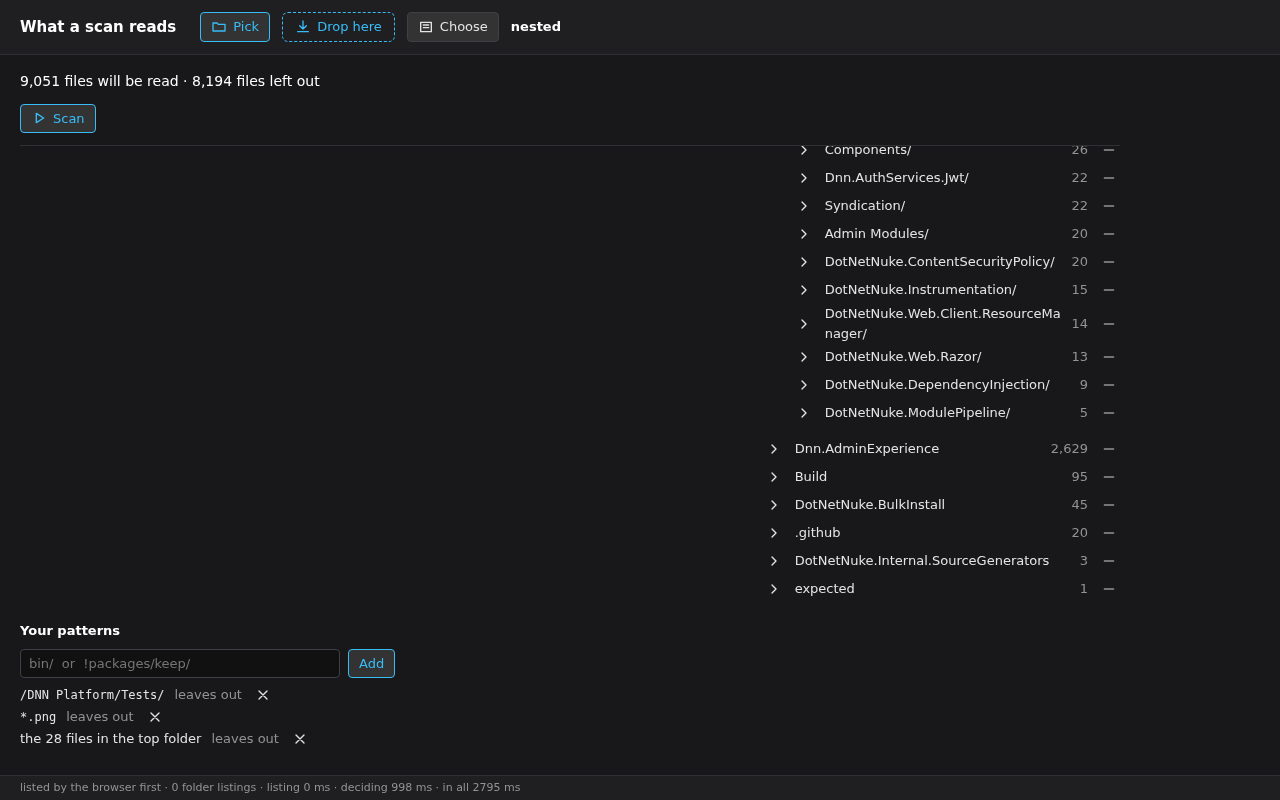 What a scan reads Pick Drop here Choose nested
9,051 files will be read · 8,194 files left out
Scan
Components/ 26
Dnn.AuthServices.Jwt/ 22
Syndication/ 22
Admin Modules/ 20
DotNetNuke.ContentSecurityPolicy/ 20
DotNetNuke.Instrumentation/ 15
DotNetNuke.Web.Client.ResourceMa
nager/ 14
DotNetNuke.Web.Razor/ 13
DotNetNuke.DependencyInjection/ 9
DotNetNuke.ModulePipeline/ 5
Dnn.AdminExperience 2,629
Build 95
DotNetNuke.BulkInstall 45
.github 20
DotNetNuke.Internal.SourceGenerators 3
expected 1
Your patterns
bin/ or !packages/keep/ Add
/DNN Platform/Tests/ leaves out
*.png leaves out
the 28 files in the top folder leaves out
listed by the browser first · 0 folder listings · listing 0 ms · deciding 998 ms · in all 2795 ms